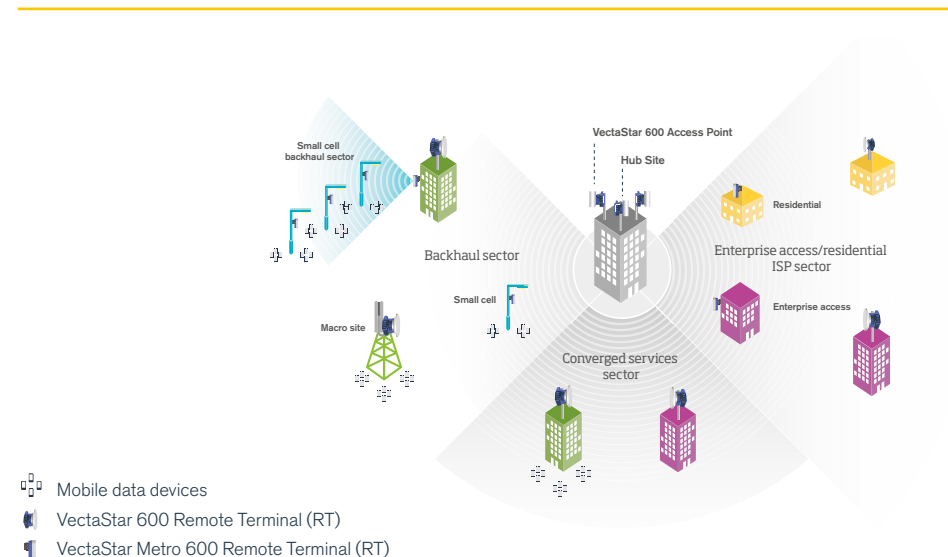 VectaStar 600 Access Point
Hub Site
Small cell
backhaul sector
Residential
Backhaul sector
Enterprise access/residential
ISP sector
Small cell
Enterprise access
Macro site
Converged services
sector
Mobile data devices
VectaStar 600 Remote Terminal (RT)
VectaStar Metro 600 Remote Terminal (RT)